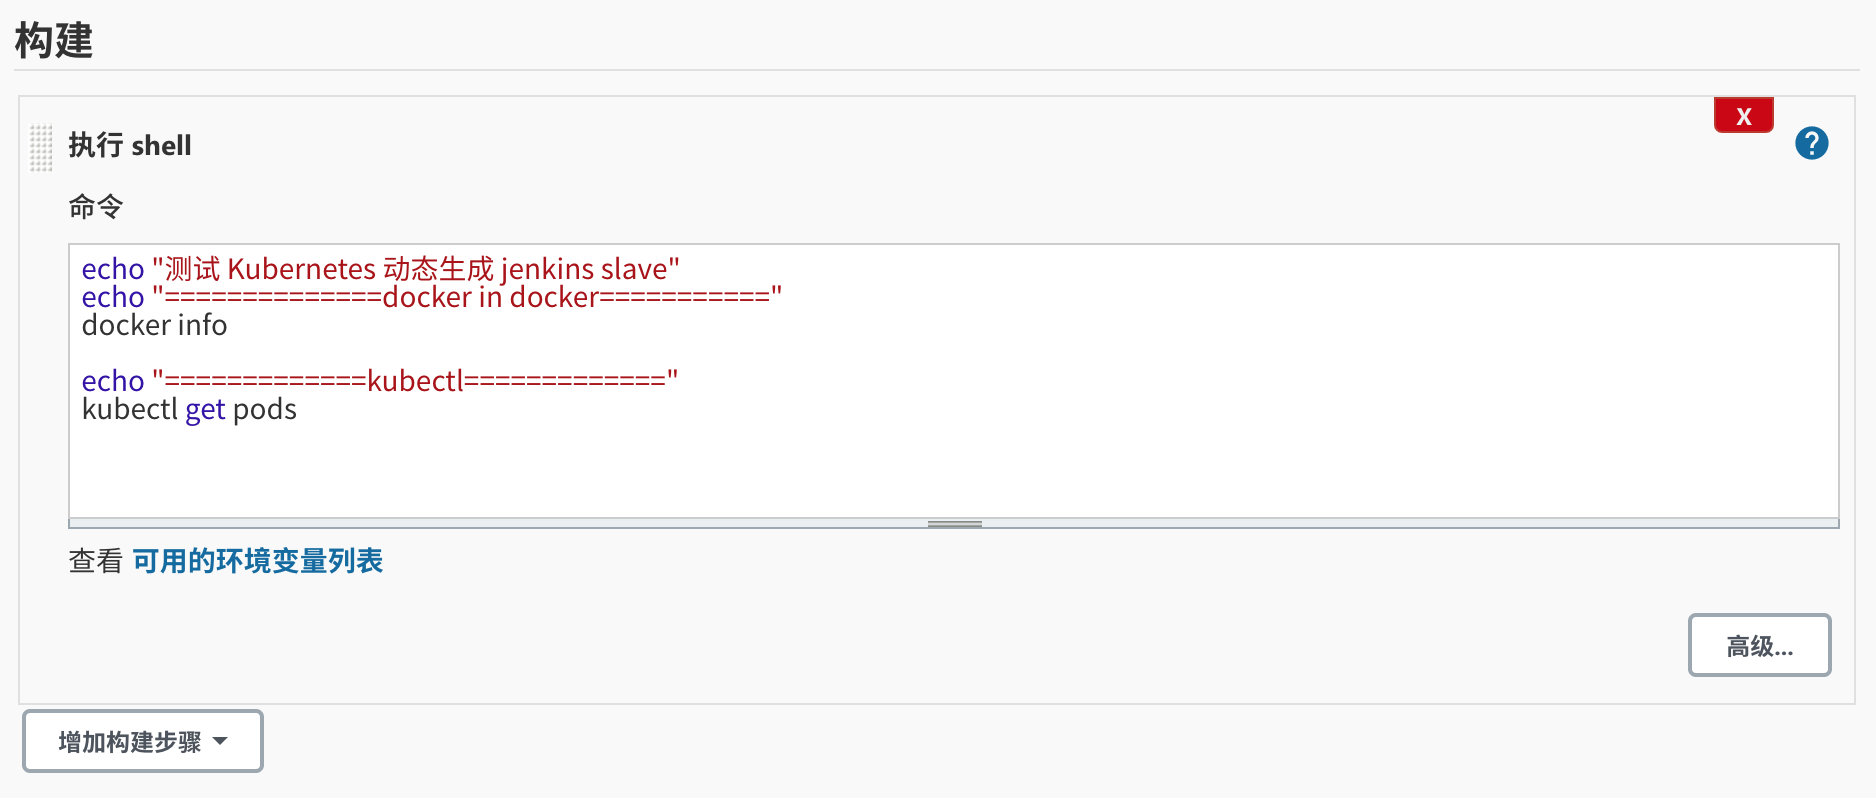 构建
X
执行 shell
?
命令
echo "测试 Kubernetes 动态生成 jenkins slave"
echo "==============docker in docker==========="
docker info
echo "=============kubectl============="
kubectl get pods
查看 可用的环境变量列表
高级...
增加构建步骤